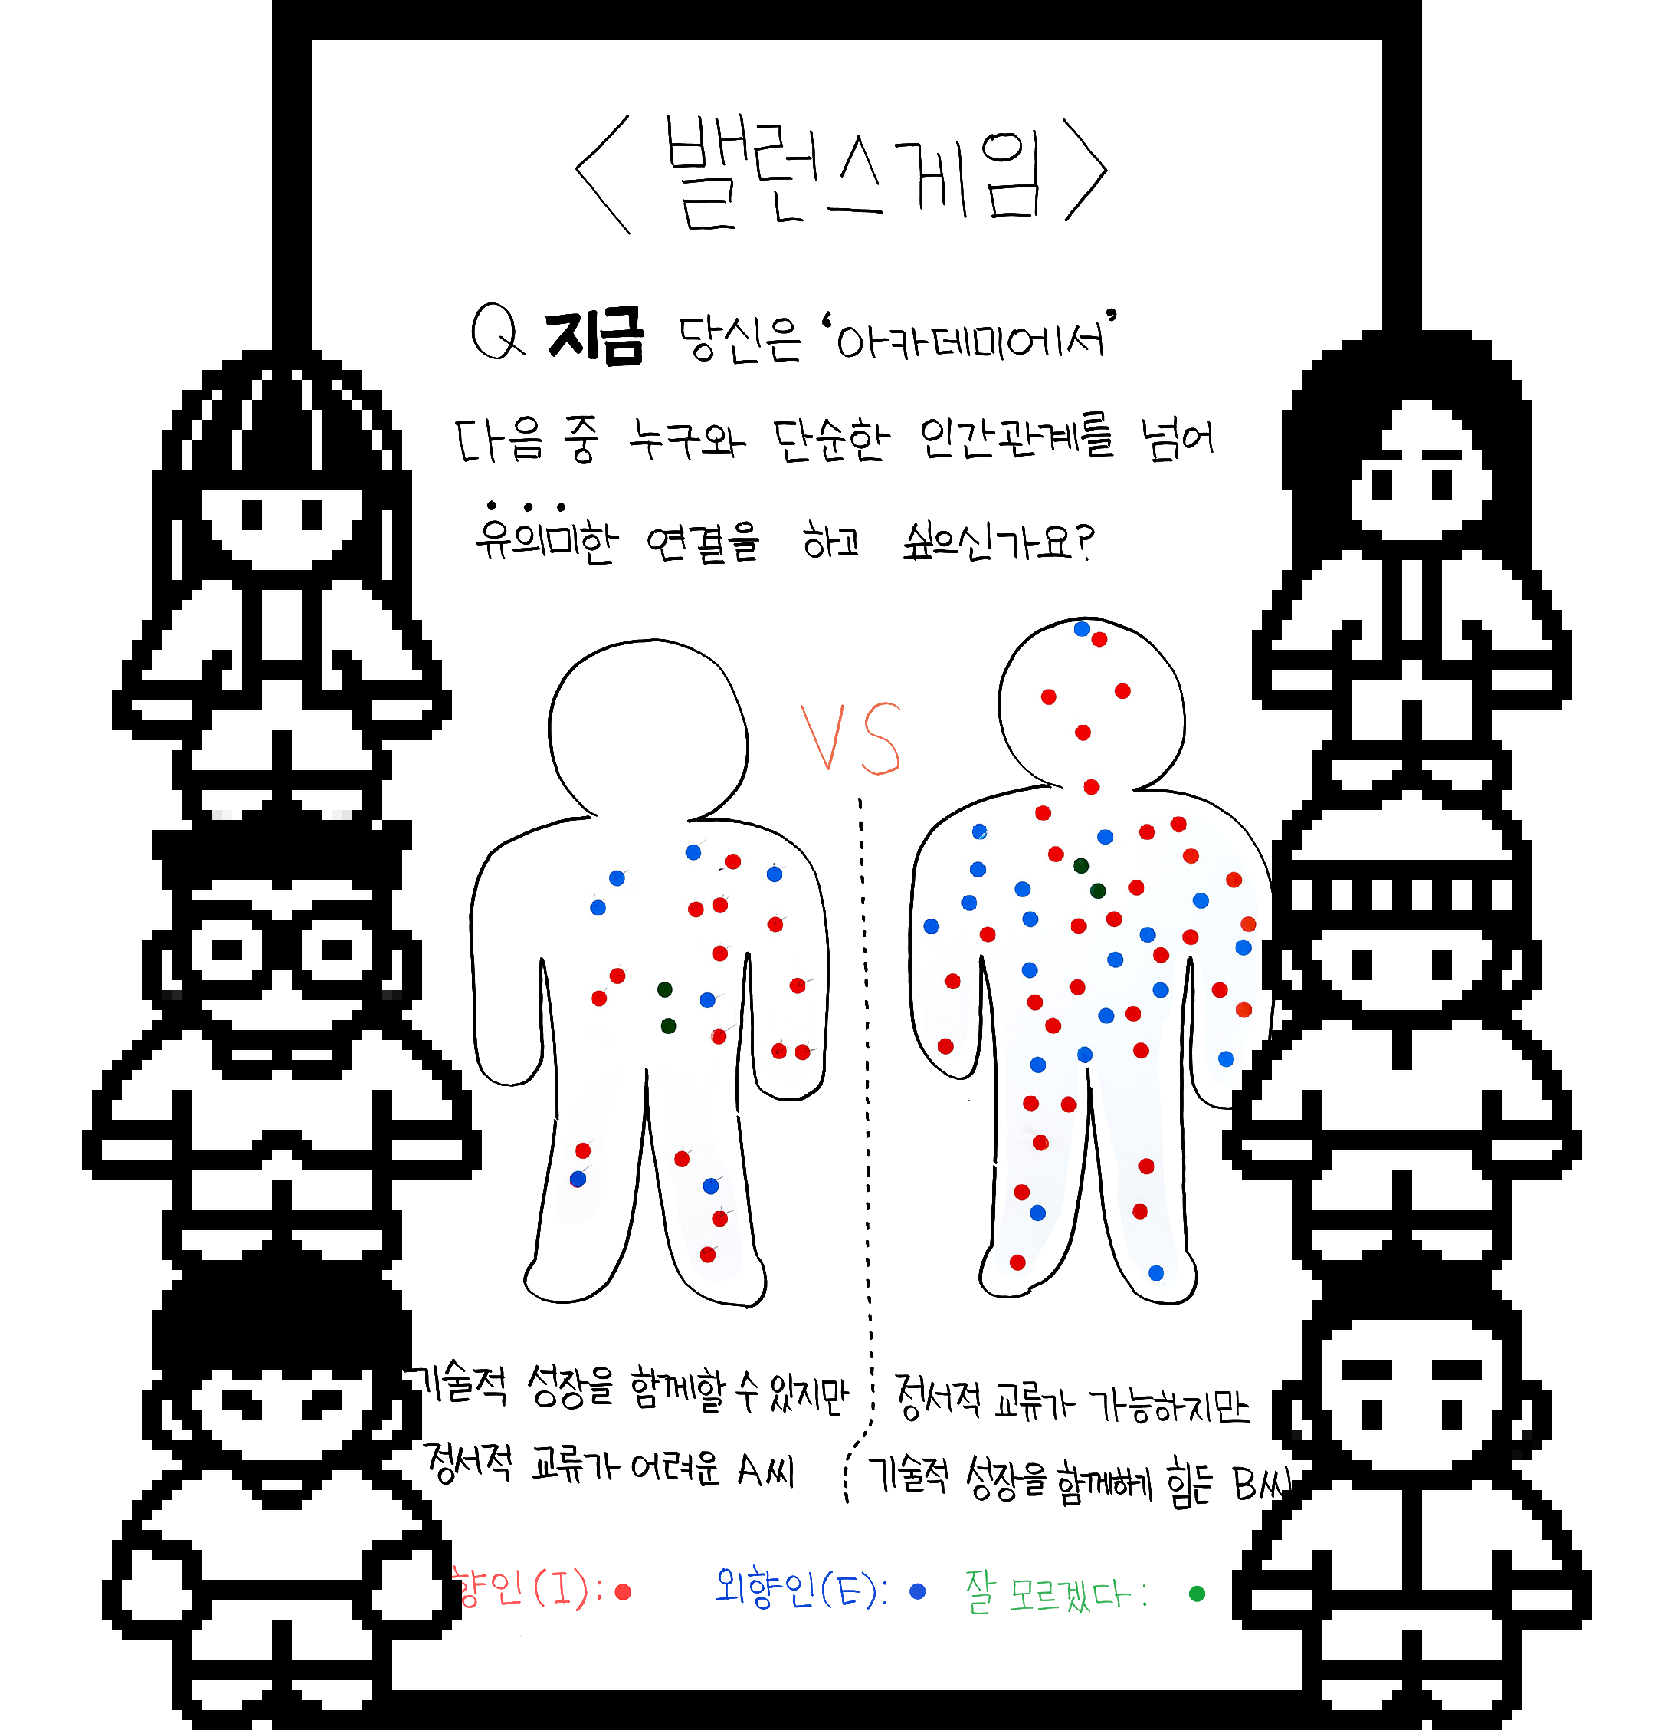 <밸런스게임>
Q 지금 당신은 '아카데미에서'
다음 중 누구와 단순한 인간관계를 넘어
유의미한 연결을 하고 싶으신가요?
VS
기술적 성장을 함께할 수 있지만
정서적 교류가 어려운 A씨
정서적 교류가 가능하지만
기술적 성장을 함께하기 힘든 B씨
향인(I):
외향인(E):
잘 모르겠다: